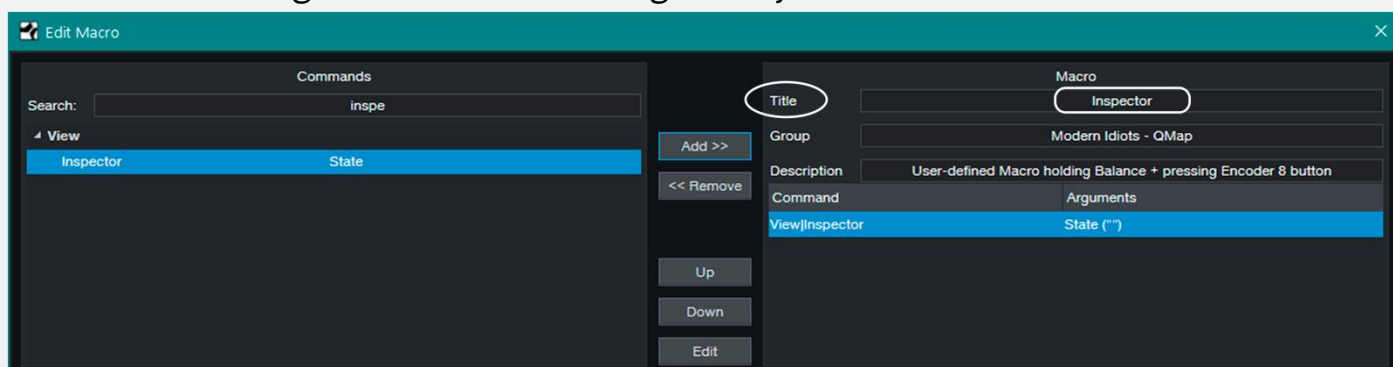 Edit Macro
Commands
Search: inspe
View
Inspector State
Add >>
<< Remove
Up
Down
Edit
Macro
Title Inspector
Group Modern Idiots - QMap
Description User-defined Macro holding Balance + pressing Encoder 8 button
Command Arguments
View|Inspector State ("")